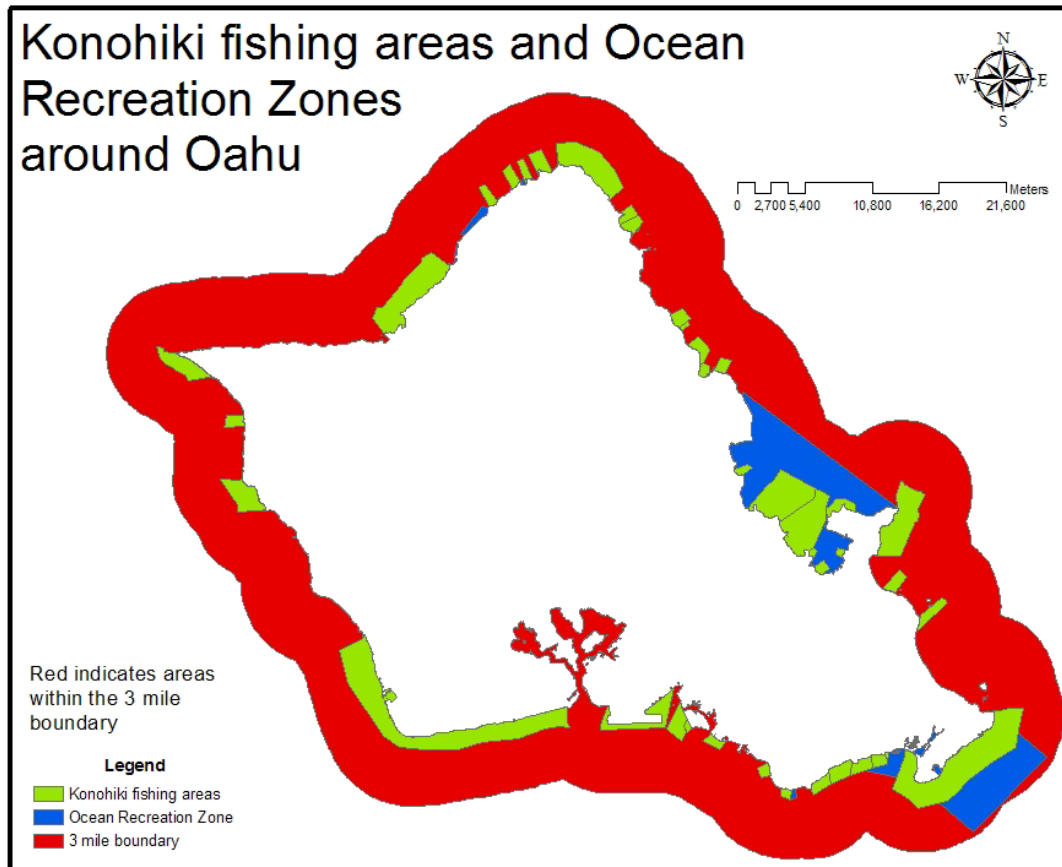 Konohiki fishing areas and Ocean
Recreation Zones
around Oahu
N
W E
S
Meters
0 2,700 5,400 10,800 16,200 21,600
Red indicates areas
within the 3 mile
boundary
Legend
Konohiki fishing areas
Ocean Recreation Zone
3 mile boundary